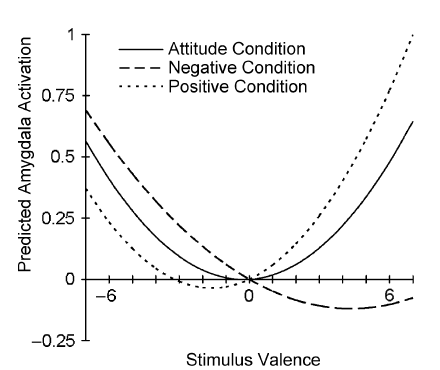 1
Attitude Condition
Negative Condition
Positive Condition
0.75
0.5
0.25
0
−0.25
−6
0
6
Predicted Amygdala Activation
Stimulus Valence